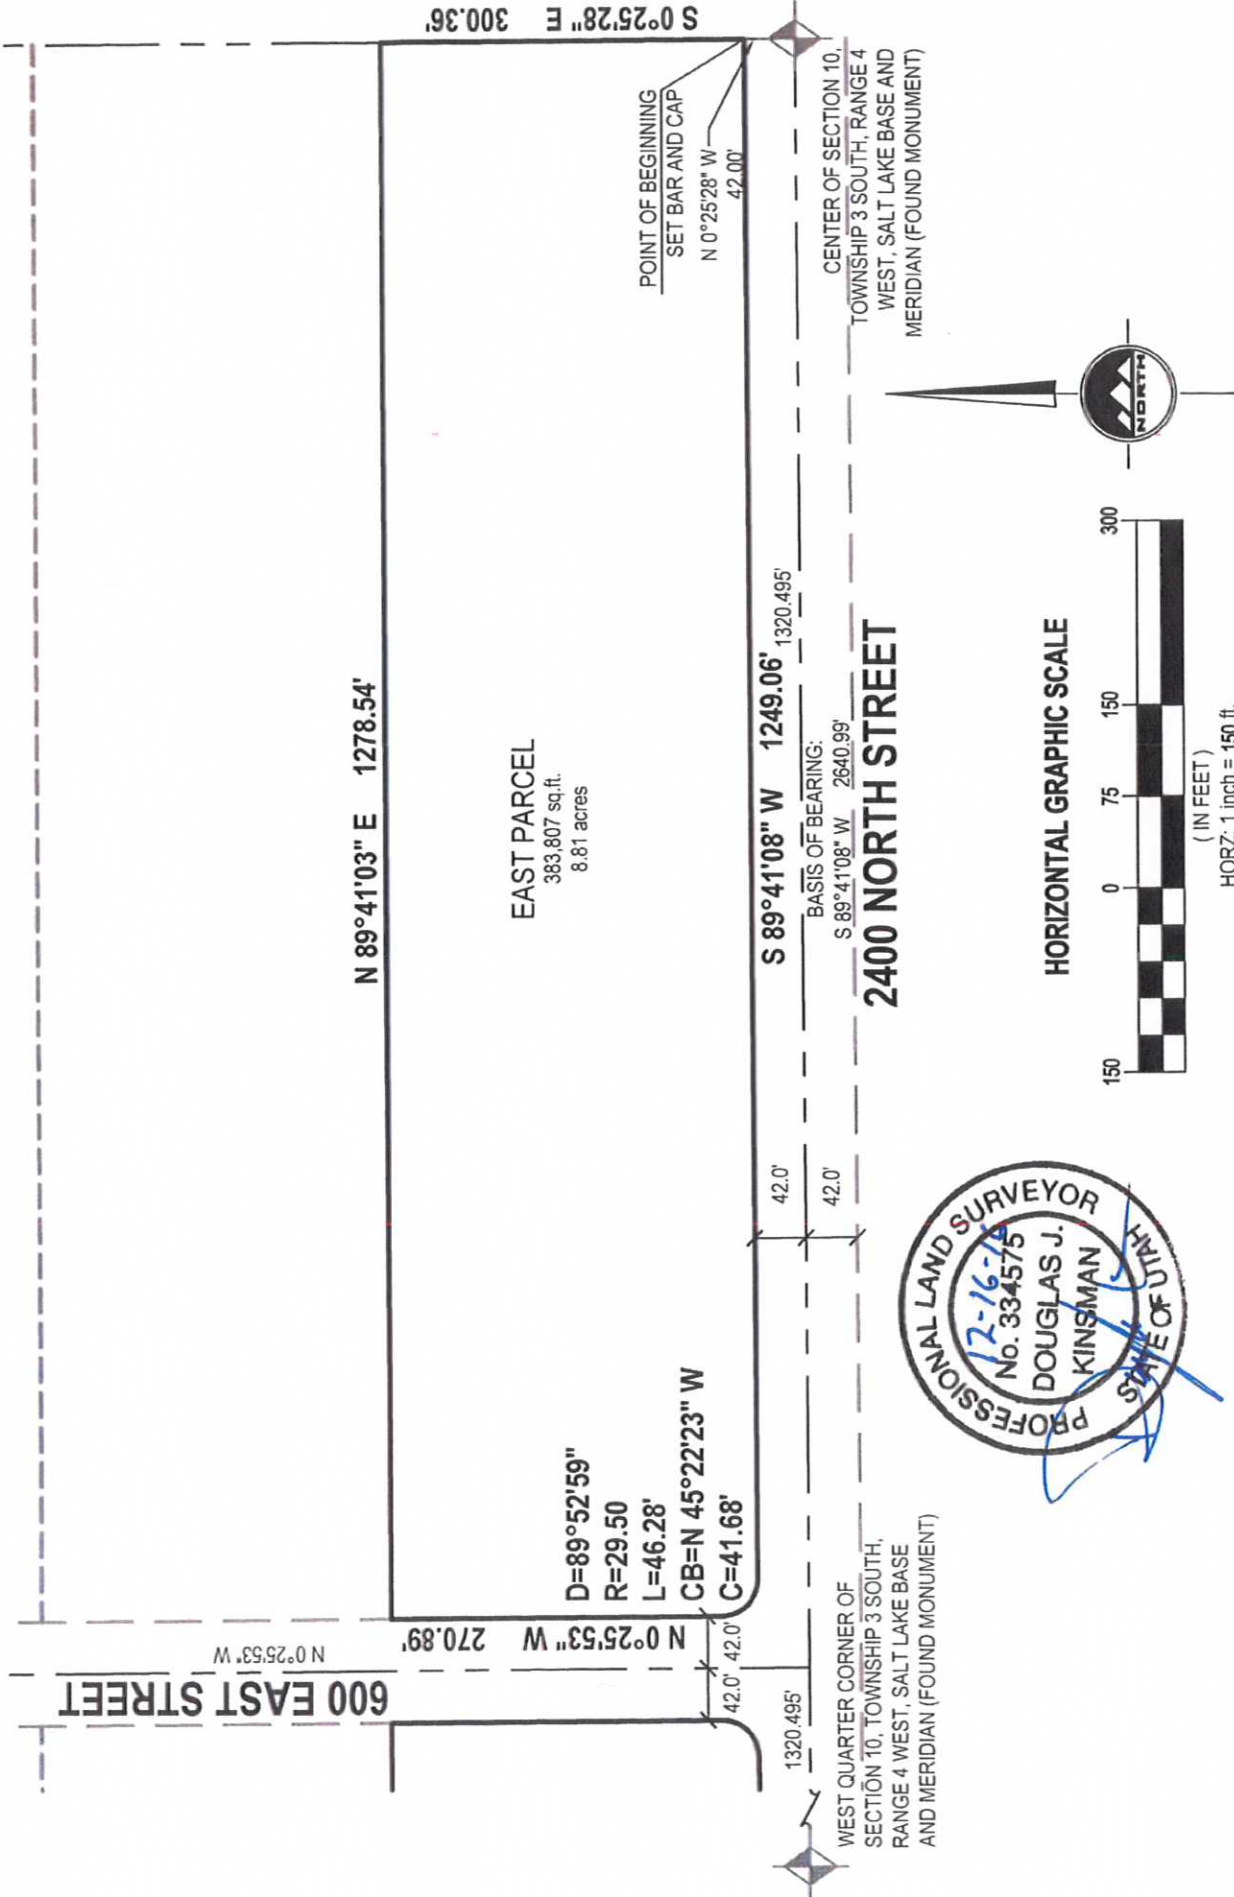 S 0°25'28" E 300.36'
POINT OF BEGINNING
SET BAR AND CAP
N 0°25'28" W
42.00'
CENTER OF SECTION 10,
TOWNSHIP 3 SOUTH, RANGE 4
WEST, SALT LAKE BASE AND
MERIDIAN (FOUND MONUMENT)
N 89°41'03" E 1278.54'
EAST PARCEL
383,807 sq.ft.
8.81 acres
S 89°41'08" W 1249.06'
1320.495'
BASIS OF BEARING:
S 89°41'08" W 2640.99'
2400 NORTH STREET
42.0'
42.0'
D=89°52'59"
R=29.50
L=46.28'
CB=N 45°22'23" W
C=41.68'
N 0°25'53" W 270.89'
N 0°25'53" W
600 EAST STREET
42.0' 42.0'
1320.495'
WEST QUARTER CORNER OF
SECTION 10, TOWNSHIP 3 SOUTH,
RANGE 4 WEST, SALT LAKE BASE
AND MERIDIAN (FOUND MONUMENT)
NORTH
HORIZONTAL GRAPHIC SCALE
150 0 75 150 300
( IN FEET )
HORZ: 1 inch = 150 ft.
PROFESSIONAL LAND SURVEYOR
No. 334575
DOUGLAS J.
KINSMAN
STATE OF UTAH